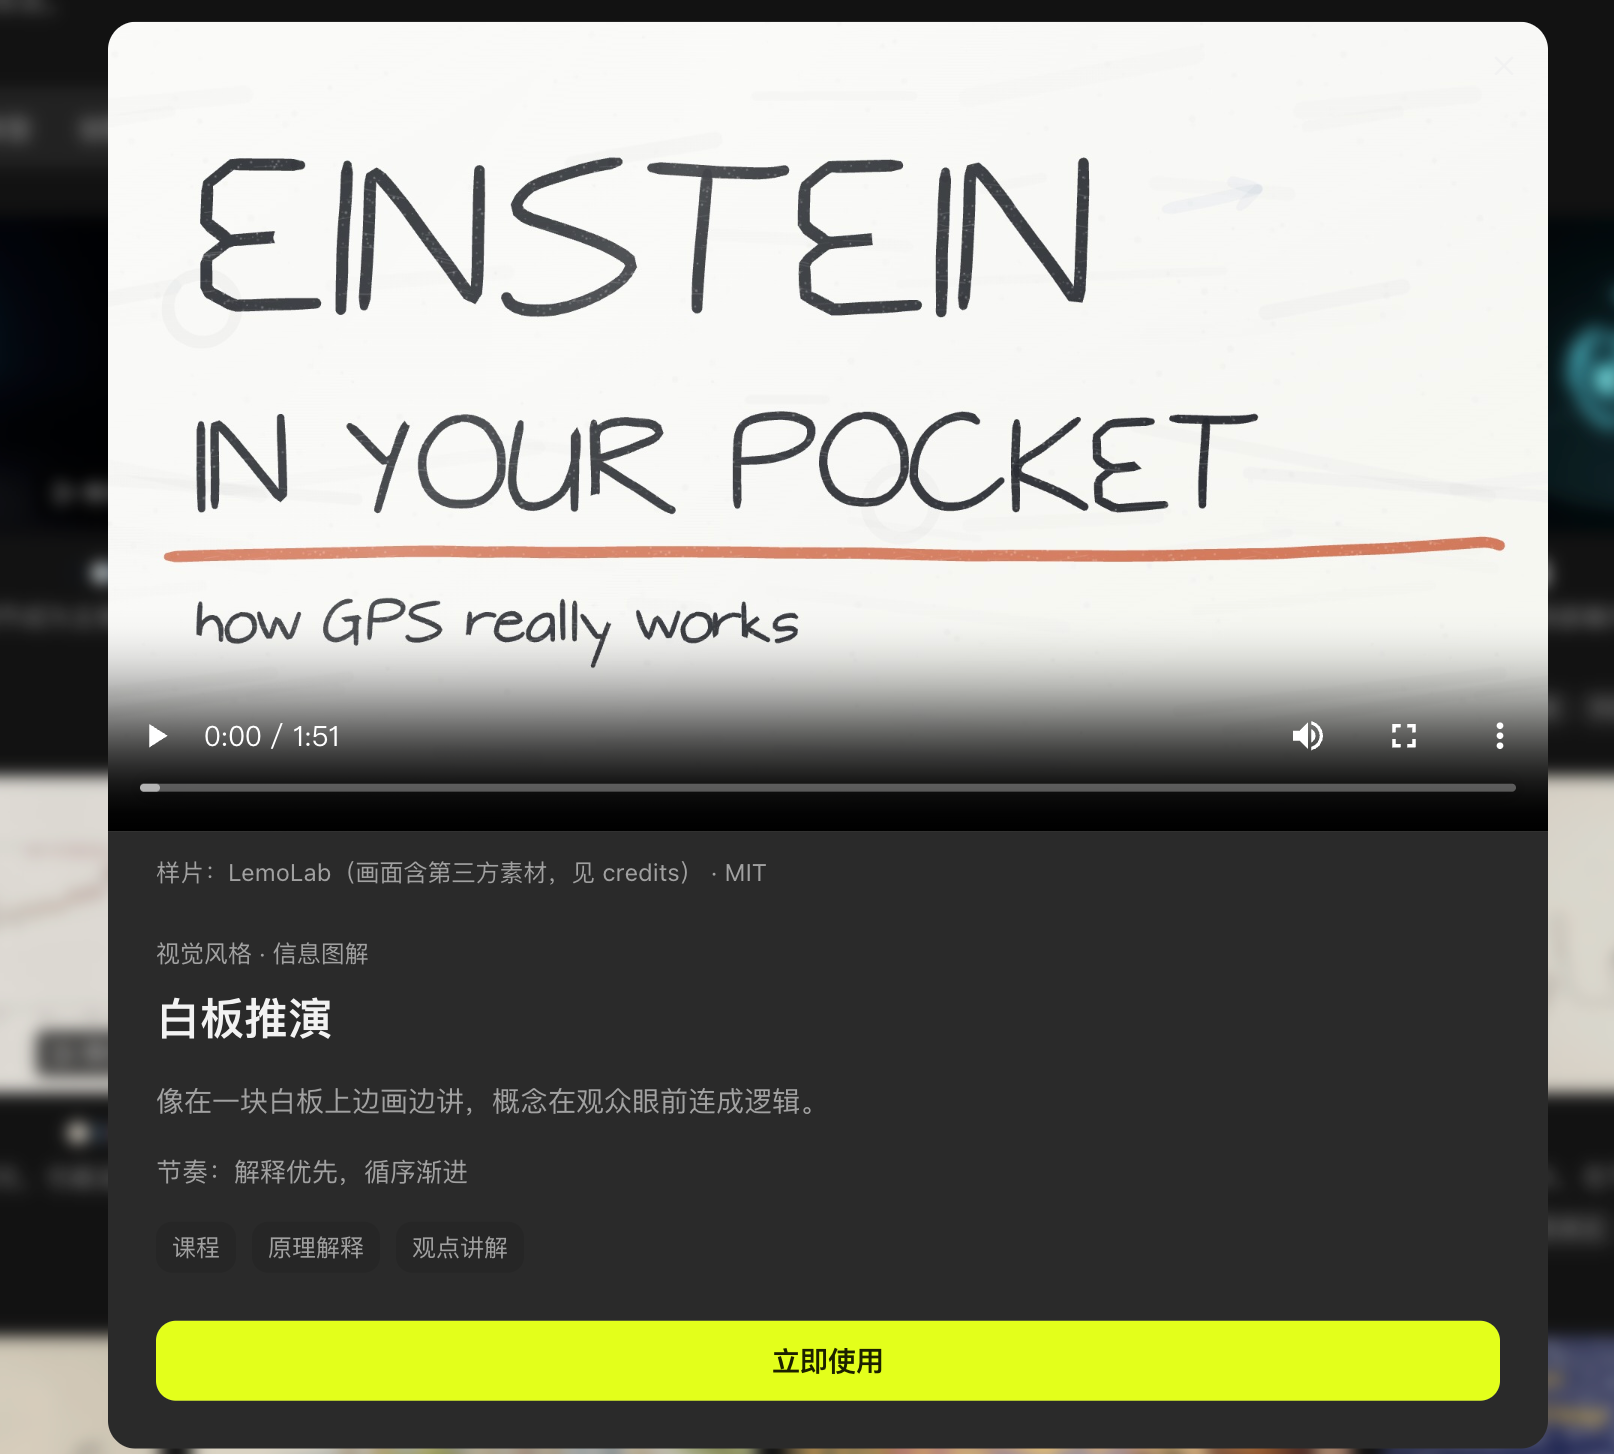 EINSTEIN
IN YOUR POCKET
how GPS really works
0:00 / 1:51
样片：LemoLab（画面含第三方素材，见 credits） · MIT
视觉风格 · 信息图解
白板推演
像在一块白板上边画边讲，概念在观众眼前连成逻辑。
节奏：解释优先，循序渐进
课程 原理解释 观点讲解
立即使用